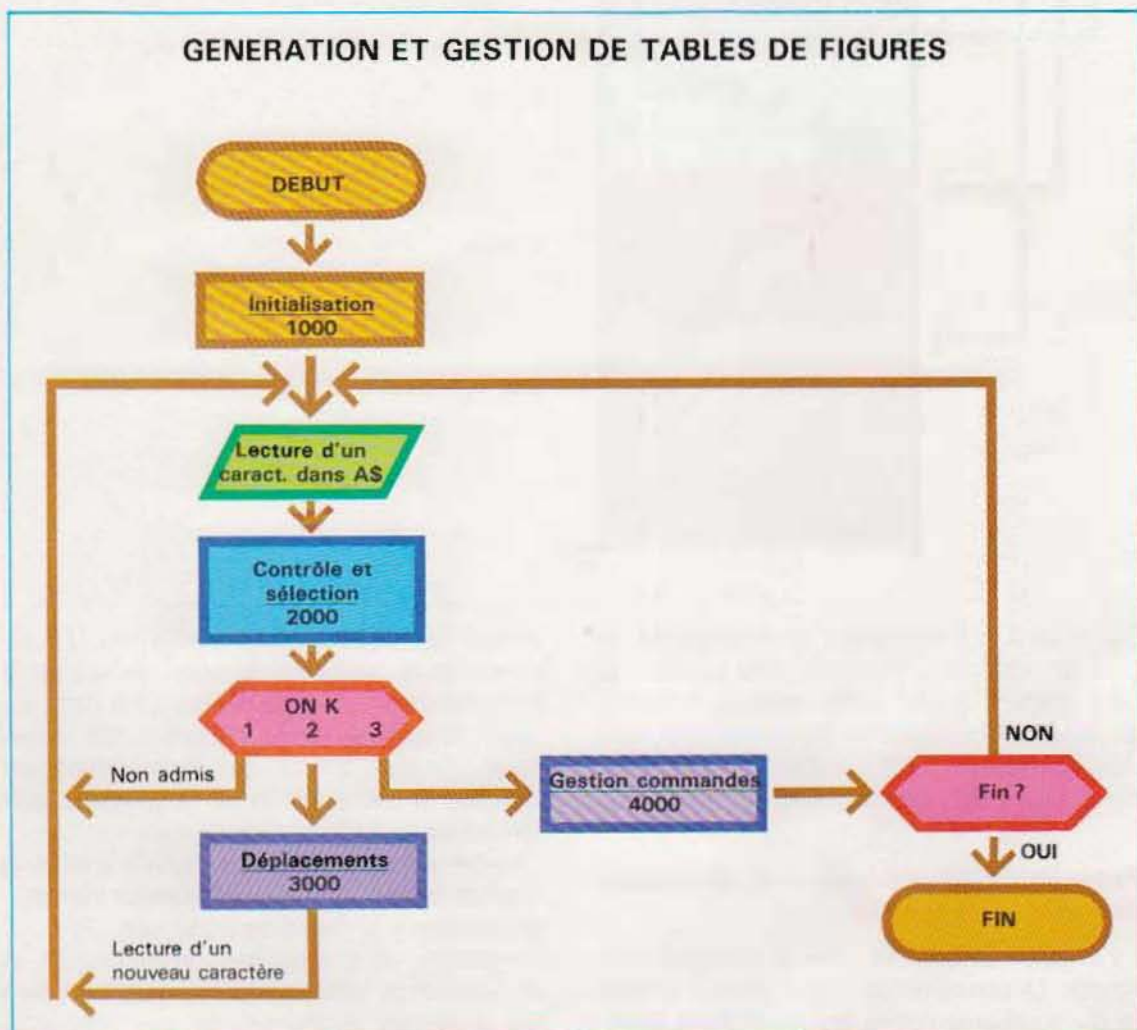 GENERATION ET GESTION DE TABLES DE FIGURES
DEBUT
Initialisation
1000
Lecture d'un
caract. dans A$
Contrôle et
sélection
2000
ON K
1 2 3
Non admis
Déplacements
3000
Lecture d'un
nouveau caractère
Gestion commandes
4000
NON
Fin ?
OUI
FIN